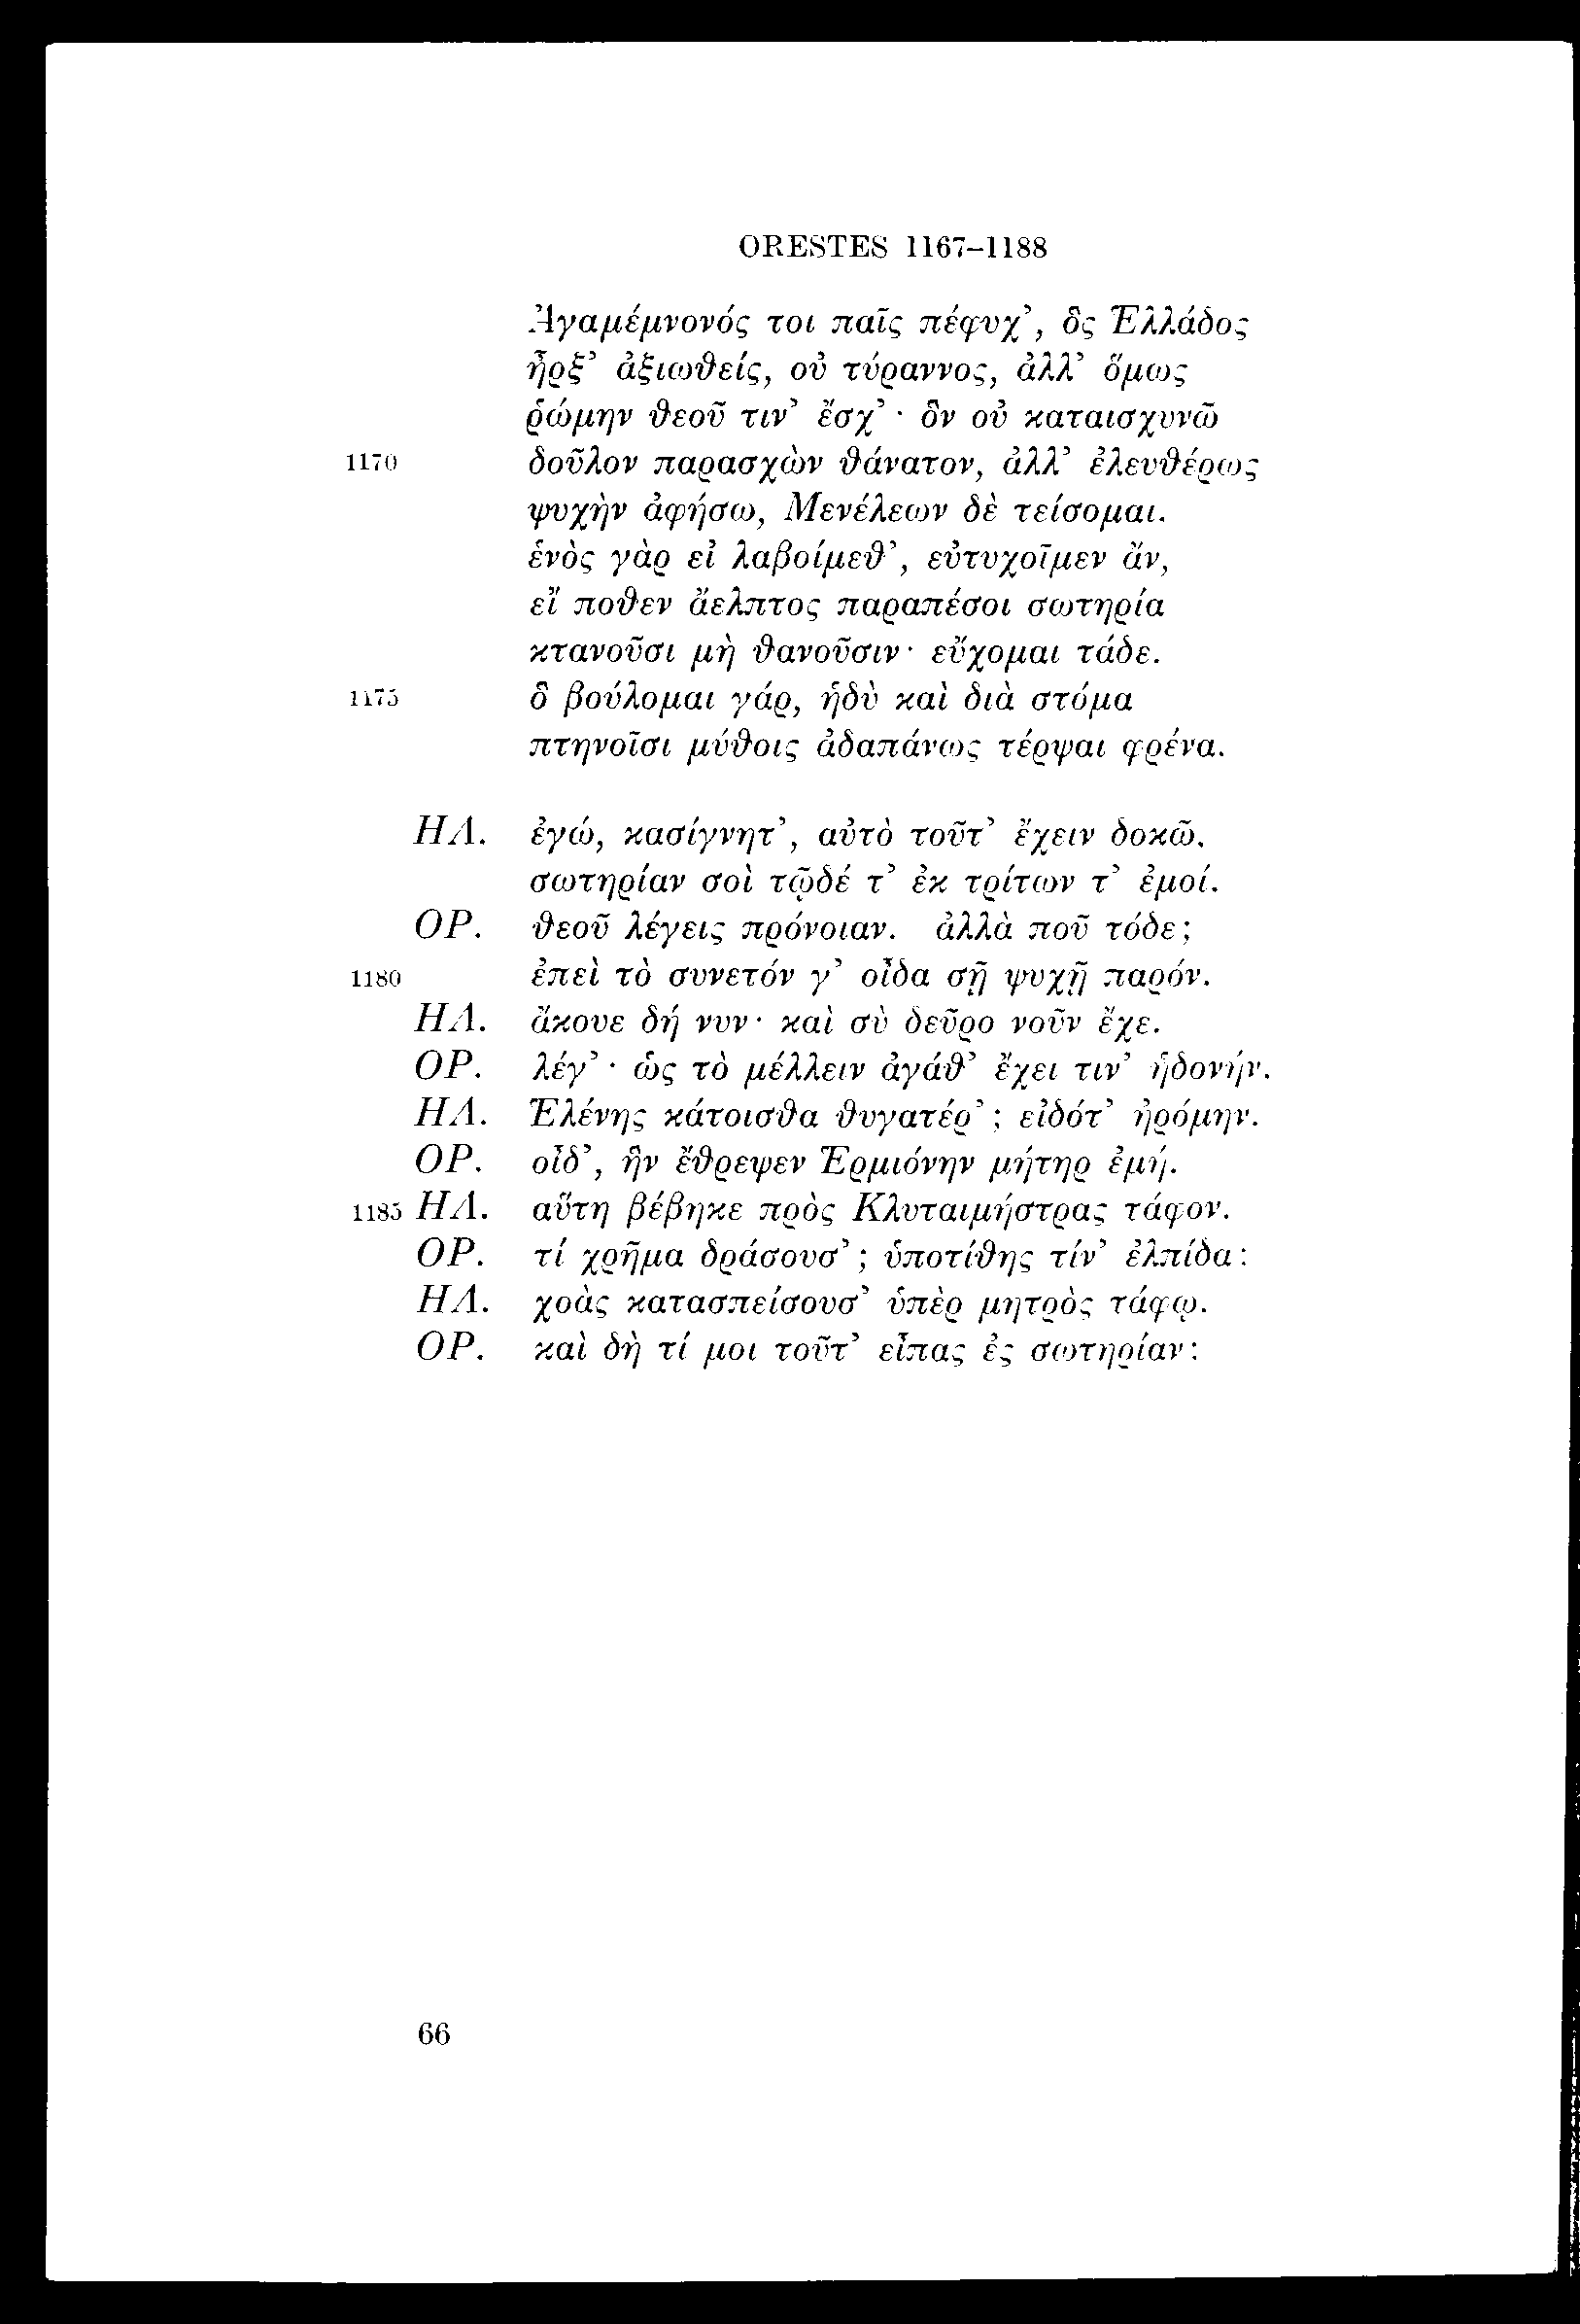 ORESTES 1167–1188
Ἀγαμέμνονός τοι παῖς πέφυχ’, ὃς Ἑλλάδος
ἦρξ’ ἀξιωθείς, οὐ τύραννος, ἀλλ’ ὅμως
ῥώμην θεοῦ τιν’ ἔσχ’· ὃν οὐ καταισχυνῶ
1170 δοῦλον παρασχὼν θάνατον, ἀλλ’ ἐλευθέρως
ψυχὴν ἀφήσω, Μενέλεων δὲ τείσομαι.
ἑνὸς γὰρ εἰ λαβοίμεθ’, εὐτυχοῖμεν ἄν,
εἴ ποθεν ἄελπτος παραπέσοι σωτηρία
κτανοῦσι μὴ θανοῦσιν· εὔχομαι τάδε.
1175 ὃ βούλομαι γάρ, ἡδὺ καὶ διὰ στόμα
πτηνοῖσι μύθοις ἀδαπάνως τέρψαι φρένα.
ΗΛ. ἐγώ, κασίγνητ’, αὐτὸ τοῦτ’ ἔχειν δοκῶ,
σωτηρίαν σοὶ τῷδέ τ’ ἐκ τρίτων τ’ ἐμοί.
ΟΡ. θεοῦ λέγεις πρόνοιαν. ἀλλὰ ποῦ τόδε;
1180 ἐπεὶ τὸ συνετόν γ’ οἶδα σῇ ψυχῇ παρόν.
ΗΛ. ἄκουε δή νυν· καὶ σὺ δεῦρο νοῦν ἔχε.
ΟΡ. λέγ’· ὡς τὸ μέλλειν ἀγάθ’ ἔχει τιν’ ἡδονήν.
ΗΛ. Ἑλένης κάτοισθα θυγατέρ’; εἰδότ’ ἠρόμην.
ΟΡ. οἶδ’, ἣν ἔθρεψεν Ἑρμιόνην μήτηρ ἐμή.
1185 ΗΛ. αὕτη βέβηκε πρὸς Κλυταιμήστρας τάφον.
ΟΡ. τί χρῆμα δράσουσ’; ὑποτίθης τίν’ ἐλπίδα;
ΗΛ. χοὰς κατασπείσουσ’ ὑπὲρ μητρὸς τάφῳ.
ΟΡ. καὶ δὴ τί μοι τοῦτ’ εἶπας ἐς σωτηρίαν;
66